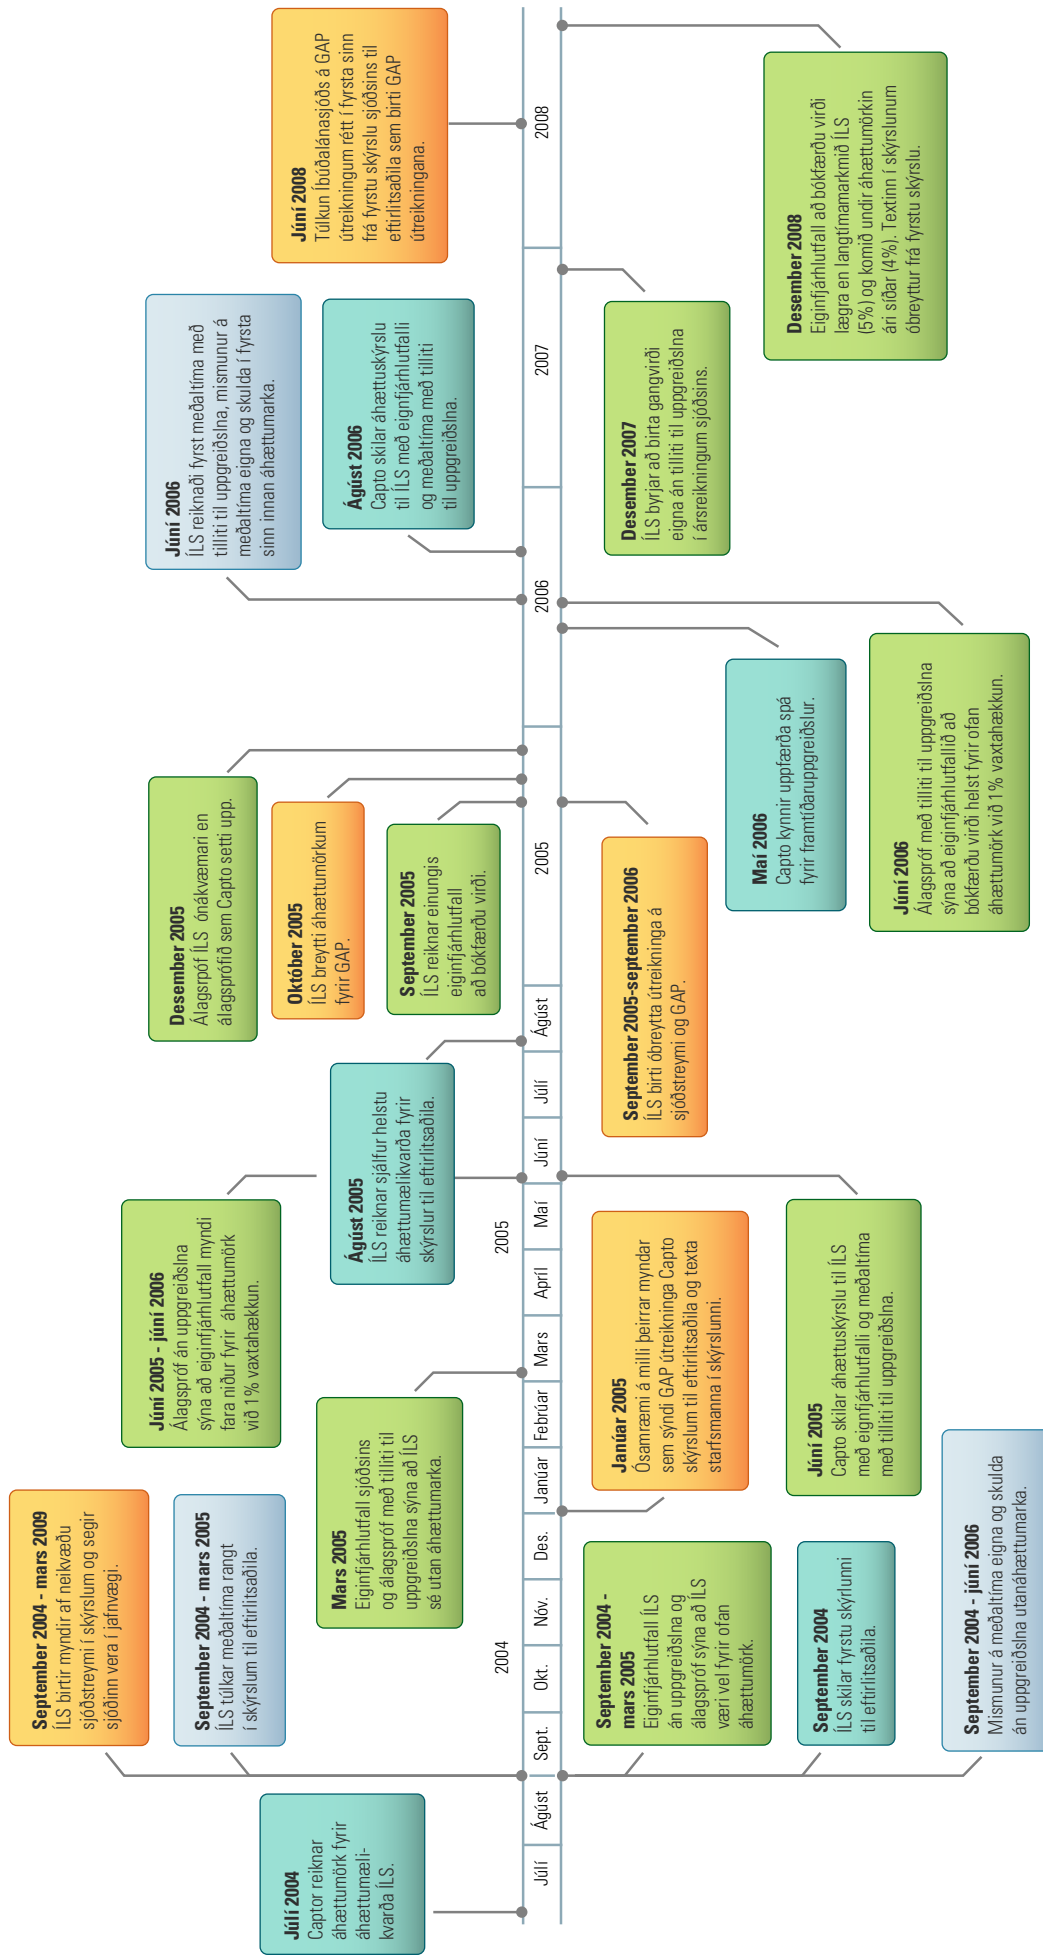 September 2004 - mars 2009
ÍLS birtir myndir af neikvæðu
sjóðstreymi í skýrslum og segir
sjóðinn vera í jafnvægi.
September 2004 - mars 2005
ÍLS túlkar meðaltíma rangt
í skýrslum til eftirlitsaðila.
Júlí 2004
Captor reiknar
áhættumörk fyrir
áhættumæli-
kvarða ÍLS.
Júní 2005 - júní 2006
Álagspróf án uppgreiðslna
sýna að eiginfjárhlutfall myndi
fara niður fyrir  áhættumörk
við 1% vaxtahækkun.
Mars 2005
Eiginfjárhlutfall sjóðsins
og álagspróf með tilliti til
uppgreiðslna sýna að ÍLS
sé utan áhættumarka.
Ágúst 2005
ÍLS reiknar sjálfur helstu
áhættumælikvarða fyrir
skýrslur til eftirlitsaðila.
Desember 2005
Álagsrpóf ÍLS  ónákvæmari en
álagsprófið sem Capto setti upp.
Október 2005
ÍLS breytti áhættumörkum
fyrir GAP.
September 2005
ÍLS reiknar einungis
eiginfjárhlutfall
að bókfærðu virði.
Júní 2006
ÍLS reiknaði fyrst meðaltíma með
tilliti til uppgreiðslna, mismunur á
meðaltíma eigna og skulda í fyrsta
sinn innan áhættumarka.
Ágúst 2006
Capto skilar áhættuskýrslu
til ÍLS með eignfjárhlutfalli
og meðaltíma með tilliti
til uppgreiðslna.
Júní 2008
Túlkun Íbúðalánasjóðs á GAP
útreikningum rétt í fyrsta sinn
frá fyrstu skýrslu sjóðsins til
eftirlitsaðila sem birti GAP
útreikningana.
2004
2005
Júlí
Ágúst
Sept.
Okt.
Nóv.
Des.
Janúar
Febrúar
Mars
Apríl
Maí
Júní
Júlí
Ágúst
2005
2006
2007
2008
September 2004 -
mars 2005
Eiginfjárhlutfall ÍLS
án uppgreiðslna og
álagspróf sýna að ÍLS
væri vel fyrir ofan
áhættumörk.
September 2004
ÍLS skilar fyrstu skýlunni
til eftirlitsaðila.
September 2004 - júní 2006
Mismunur á meðaltíma eigna og skulda
án uppgreiðslna utanáhættumarka.
Janúar 2005
Ósamræmi á milli þeirrar myndar
sem sýndi GAP útreikninga Capto
skýrslum til eftirlitsaðila og texta
starfsmanna í skýrslunni.
Júní 2005
Capto skilar áhættuskýrslu til ÍLS
með eignfjárhlutfalli og meðaltíma
með tilliti til uppgreiðslna.
September 2005-september 2006
ÍLS birti óbreytta útreikninga á
sjóðstreymi og GAP.
Maí 2006
Capto kynnir uppfærða spá
fyrir framtíðaruppgreiðslur.
Júní 2006
Álagspróf með tilliti til uppgreiðslna
sýna að eiginfjárhlutfallið að
bókfærðu virði helst fyrir ofan
áhættumörk við 1% vaxtahækkun.
Desember 2007
ÍLS byrjar að birta gangvirði
eigna án tilliti til uppgreiðslna
í ársreikningum sjóðsins.
Desember 2008
Eiginfjárhlutfall að bókfærðu virði
lægra en langtímamarkmið ÍLS
(5%) og komið undir áhættumörkin
ári síðar (4%). Textinn í skýrslunum
óbreyttur frá fyrstu skýrslu.